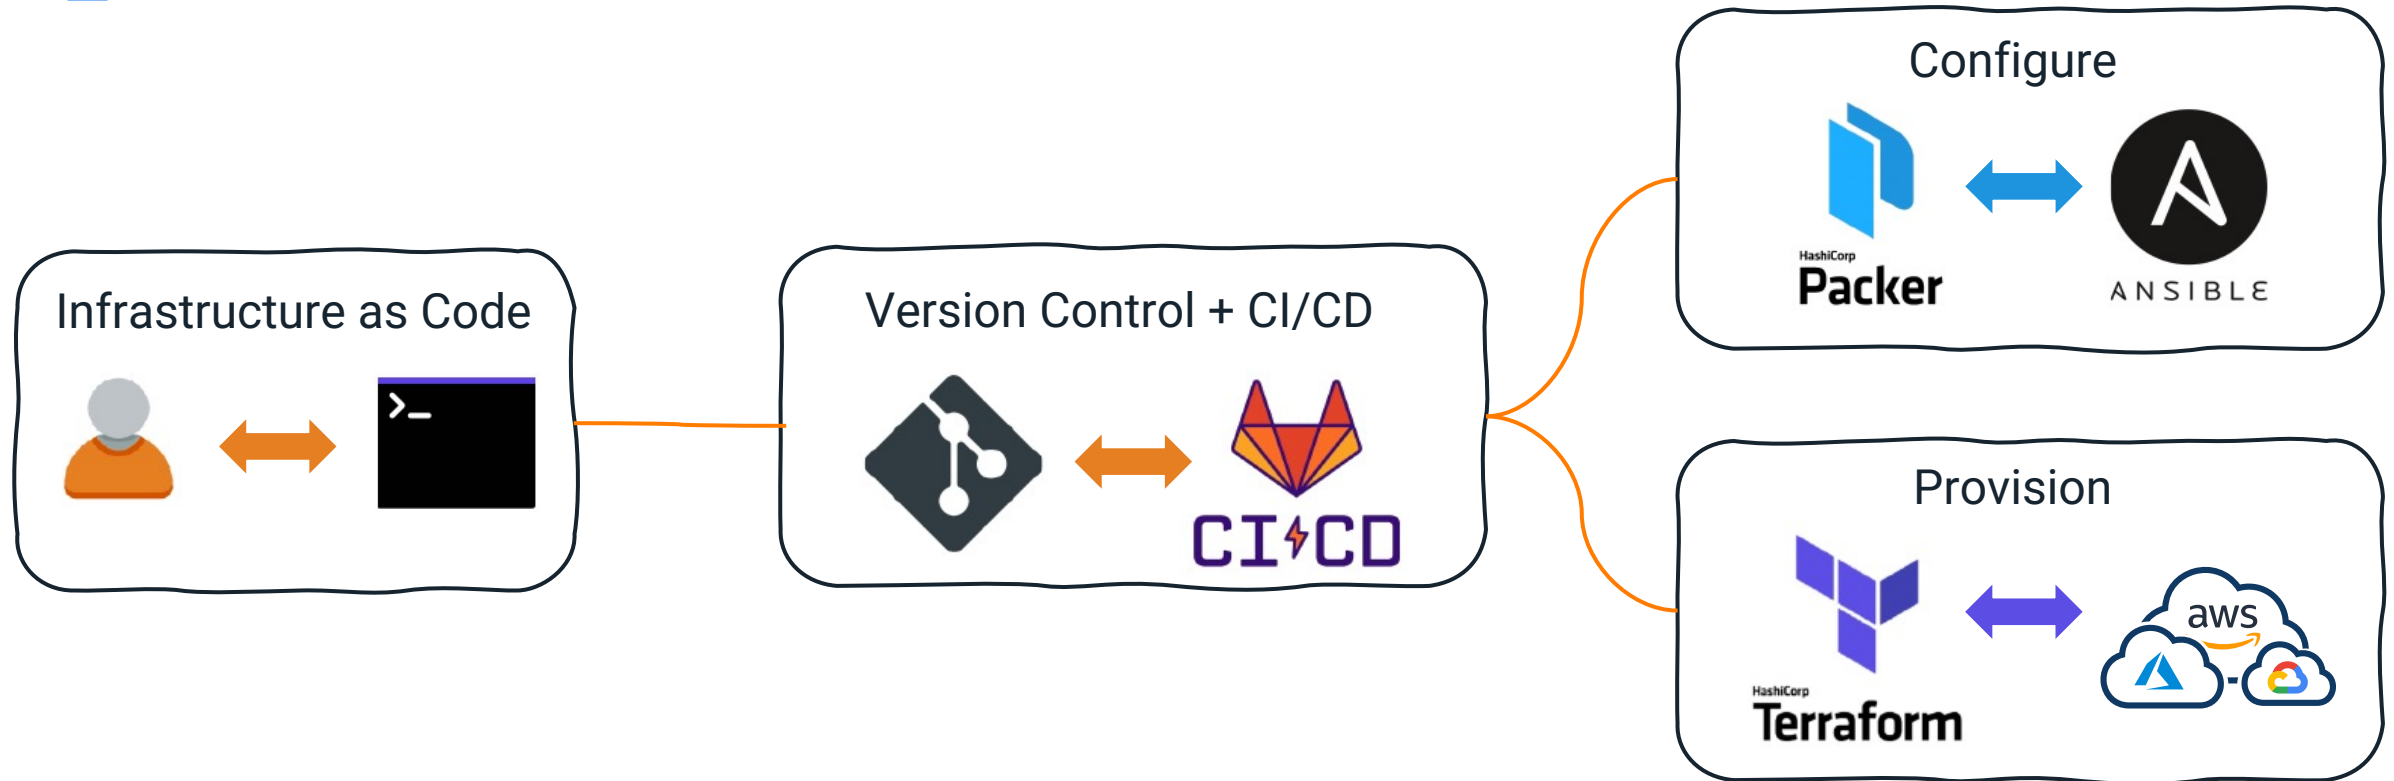 Infrastructure as Code
>_
Version Control + CI/CD
CI CD
Configure
HashiCorp
Packer
ANSIBLE
Provision
HashiCorp
Terraform
aws